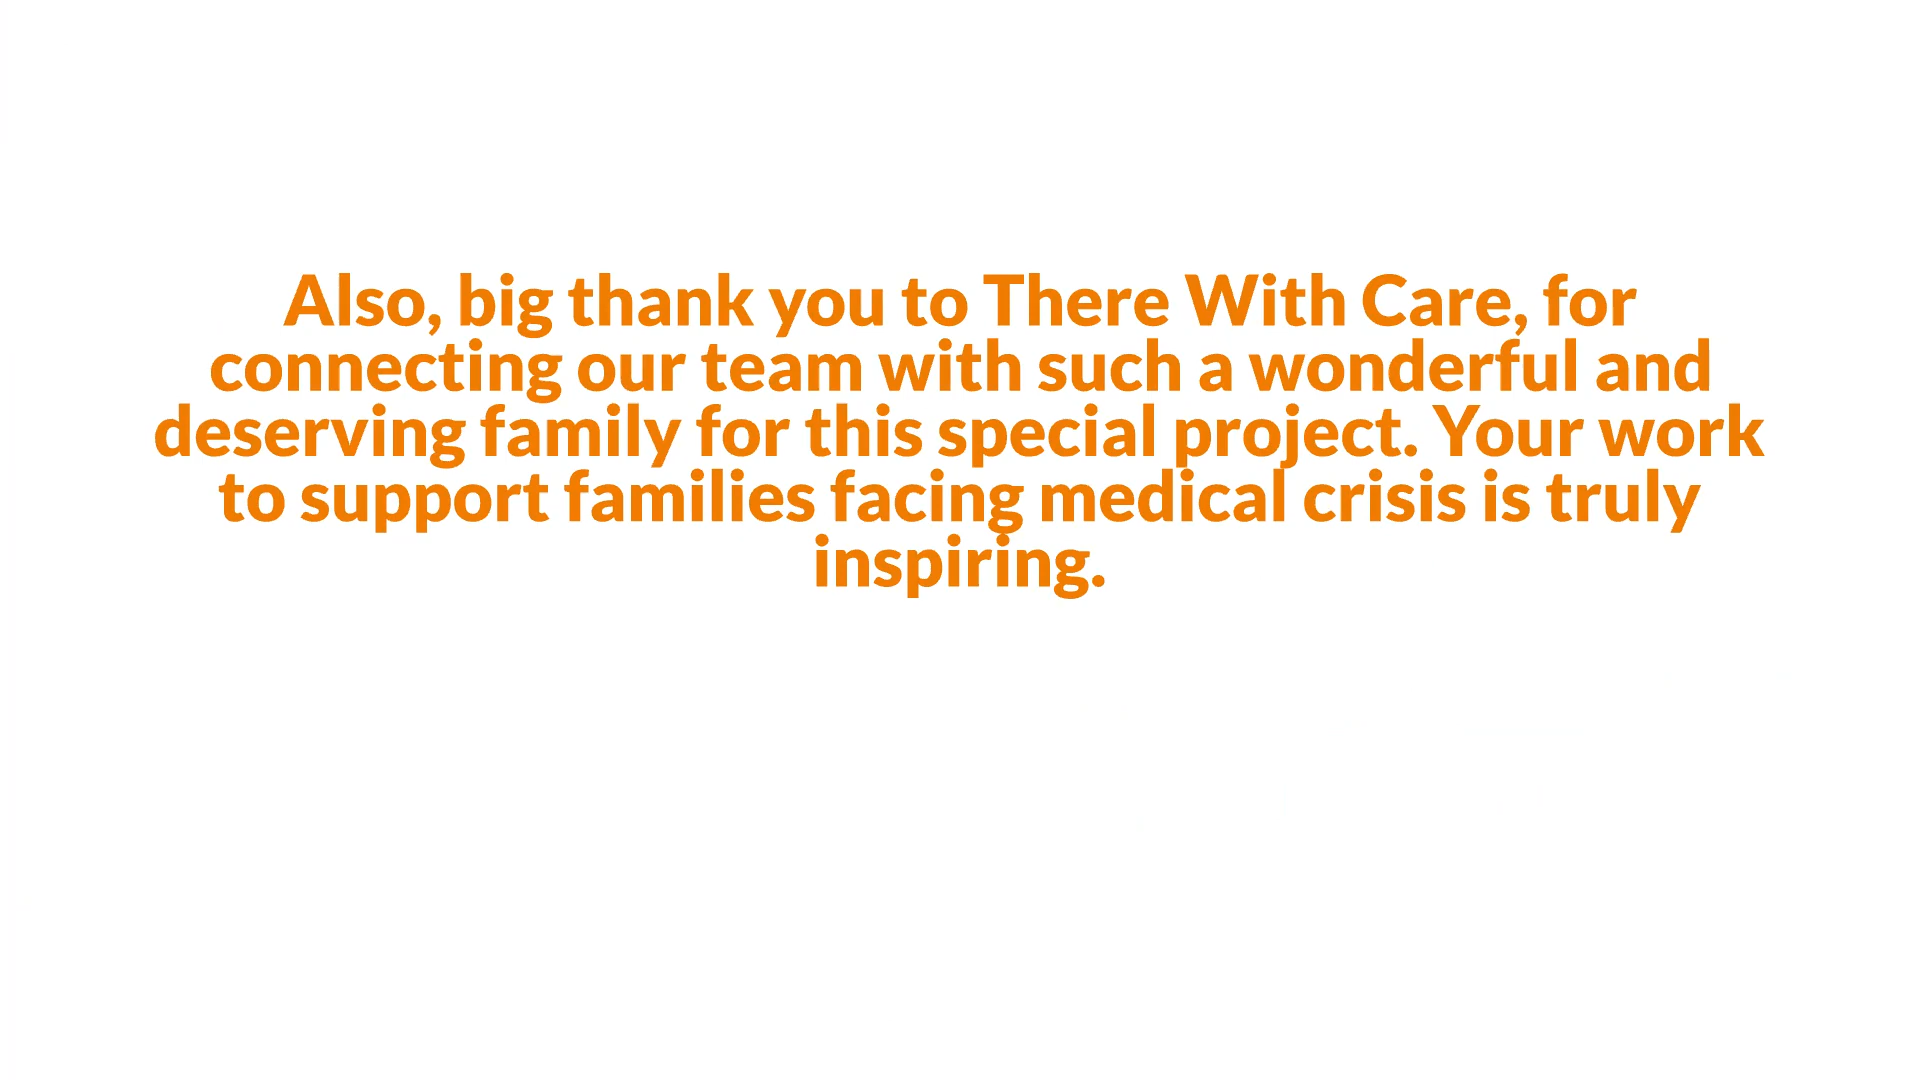 Also, big thank you to There With Care, for
connecting our team with such a wonderful and
deserving family for this special project. Your work
to support families facing medical crisis is truly
inspiring.